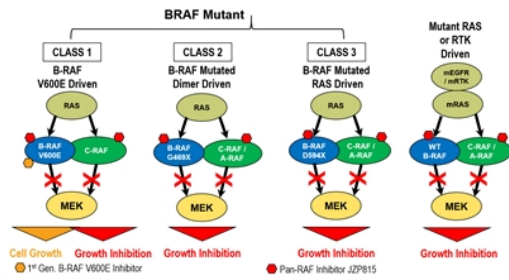 BRAF Mutant
CLASS 1
B-RAF
V600E Driven
RAS
B-RAF
V600E
C-RAF
MEK
Cell Growth
Growth Inhibition
CLASS 2
B-RAF Mutated
Dimer Driven
RAS
B-RAF
G469X
C-RAF /
A-RAF
MEK
Growth Inhibition
CLASS 3
B-RAF Mutated
RAS Driven
RAS
B-RAF
D594X
C-RAF /
A-RAF
MEK
Growth Inhibition
Mutant RAS
or RTK
Driven
mEGFR
/ mRTK
mRAS
WT
B-RAF
C-RAF /
A-RAF
MEK
Growth Inhibition
1st Gen. B-RAF V600E Inhibitor
Pan-RAF Inhibitor JZP815